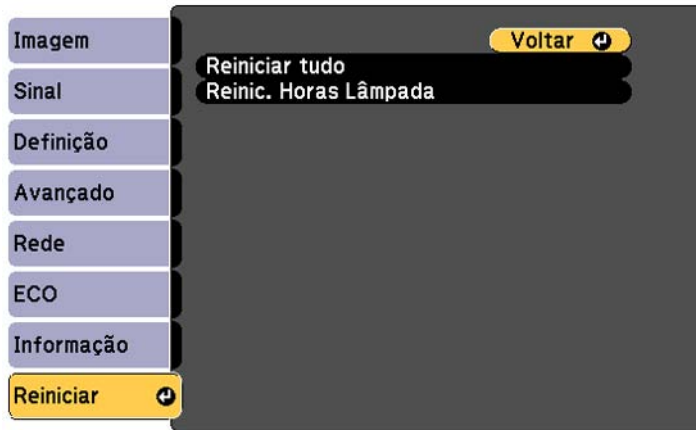 Imagem
Sinal
Definição
Avançado
Rede
ECO
Informação
Reiniciar
Voltar
Reiniciar tudo
Reinic. Horas Lâmpada